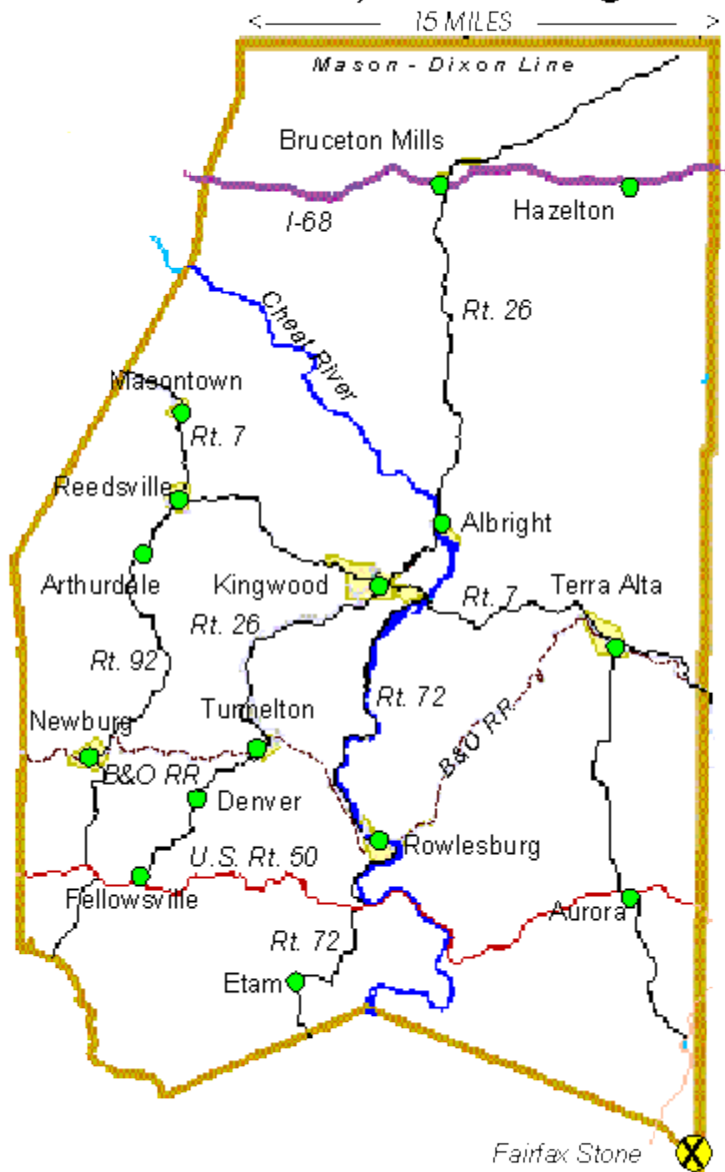 15 MILES
Mason - Dixon Line
Bruceton Mills
I-68
Hazelton
Rt. 26
Cheat River
Masontown
Rt. 7
Reedsville
Albright
Arthurdale
Kingwood
Rt. 7
Terra Alta
Rt. 26
Rt. 92
Rt. 72
Tunnelton
Newburg
B&O RR
B&O RR
Denver
Rowlesburg
U.S. Rt. 50
Fellowsville
Aurora
Rt. 72
Etam
Fairfax Stone
X